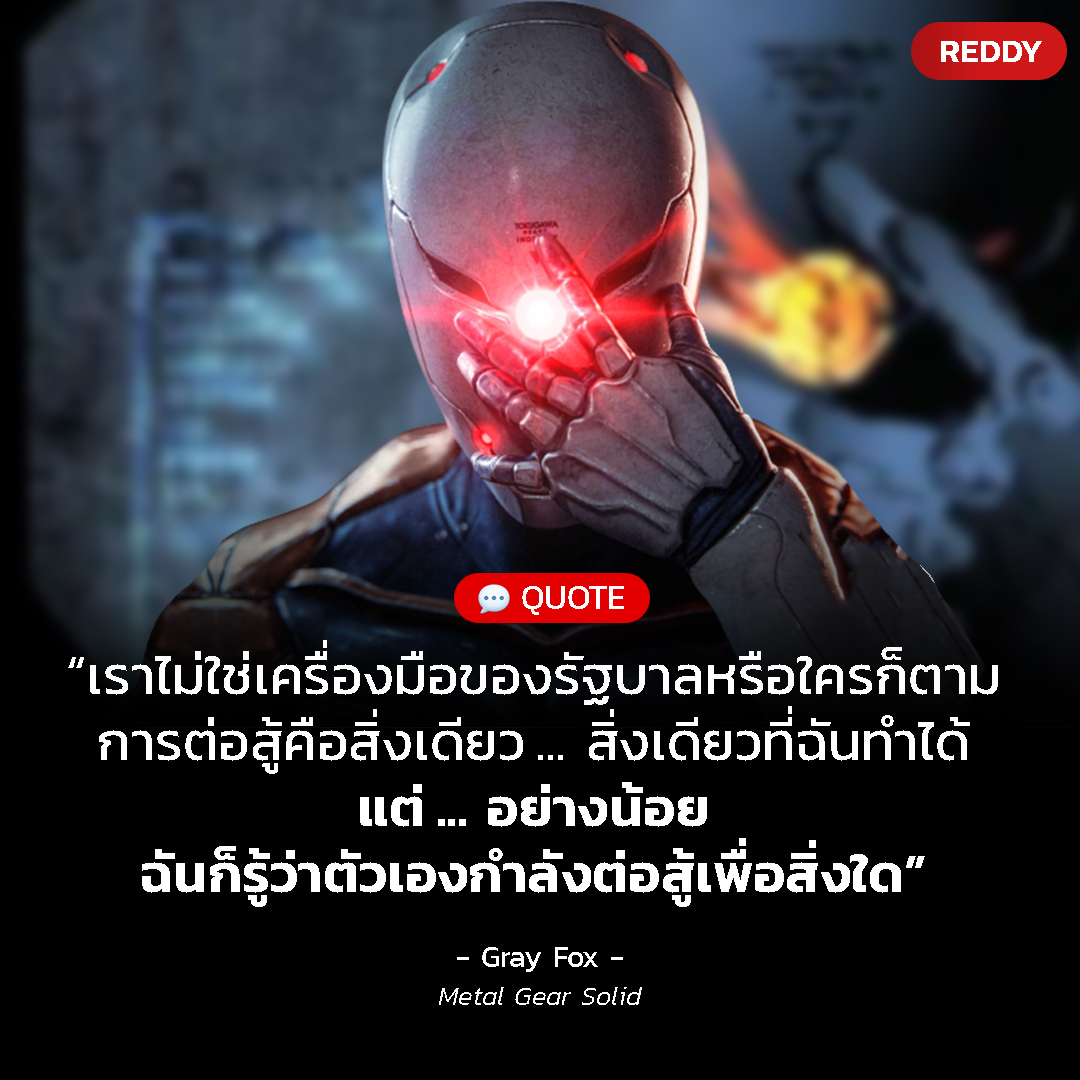 REDDY
💬 QUOTE
“เราไม่ใช่เครื่องมือของรัฐบาลหรือใครก็ตาม
การต่อสู้คือสิ่งเดียว ... สิ่งเดียวที่ฉันทำได้
แต่ ... อย่างน้อย
ฉันก็รู้ว่าตัวเองกำลังต่อสู้เพื่อสิ่งใด”
- Gray Fox -
Metal Gear Solid